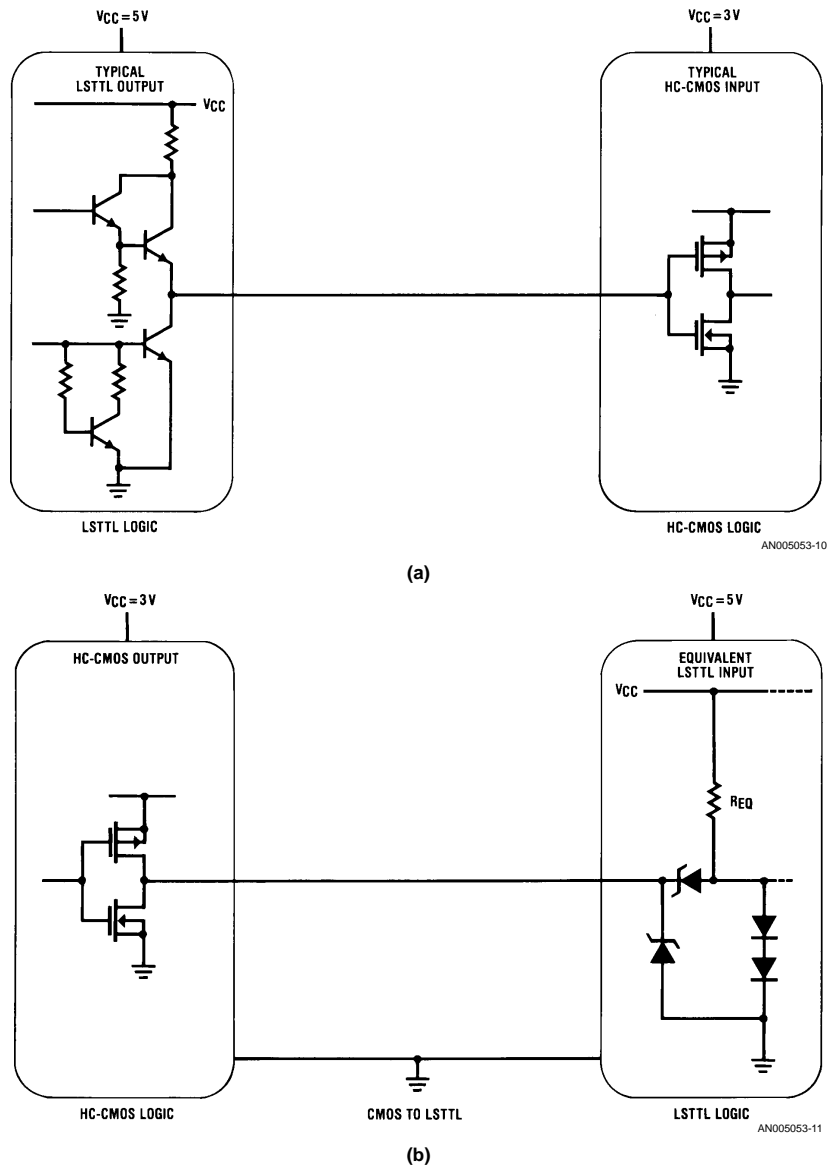 VCC=5V
VCC=3V
TYPICAL
LSTTL OUTPUT
VCC
TYPICAL
HC-CMOS INPUT
LSTTL LOGIC
HC-CMOS LOGIC
AN005053-10
(a)
VCC=3V
VCC=5V
HC-CMOS OUTPUT
EQUIVALENT
LSTTL INPUT
VCC
REQ
HC-CMOS LOGIC
CMOS TO LSTTL
LSTTL LOGIC
AN005053-11
(b)